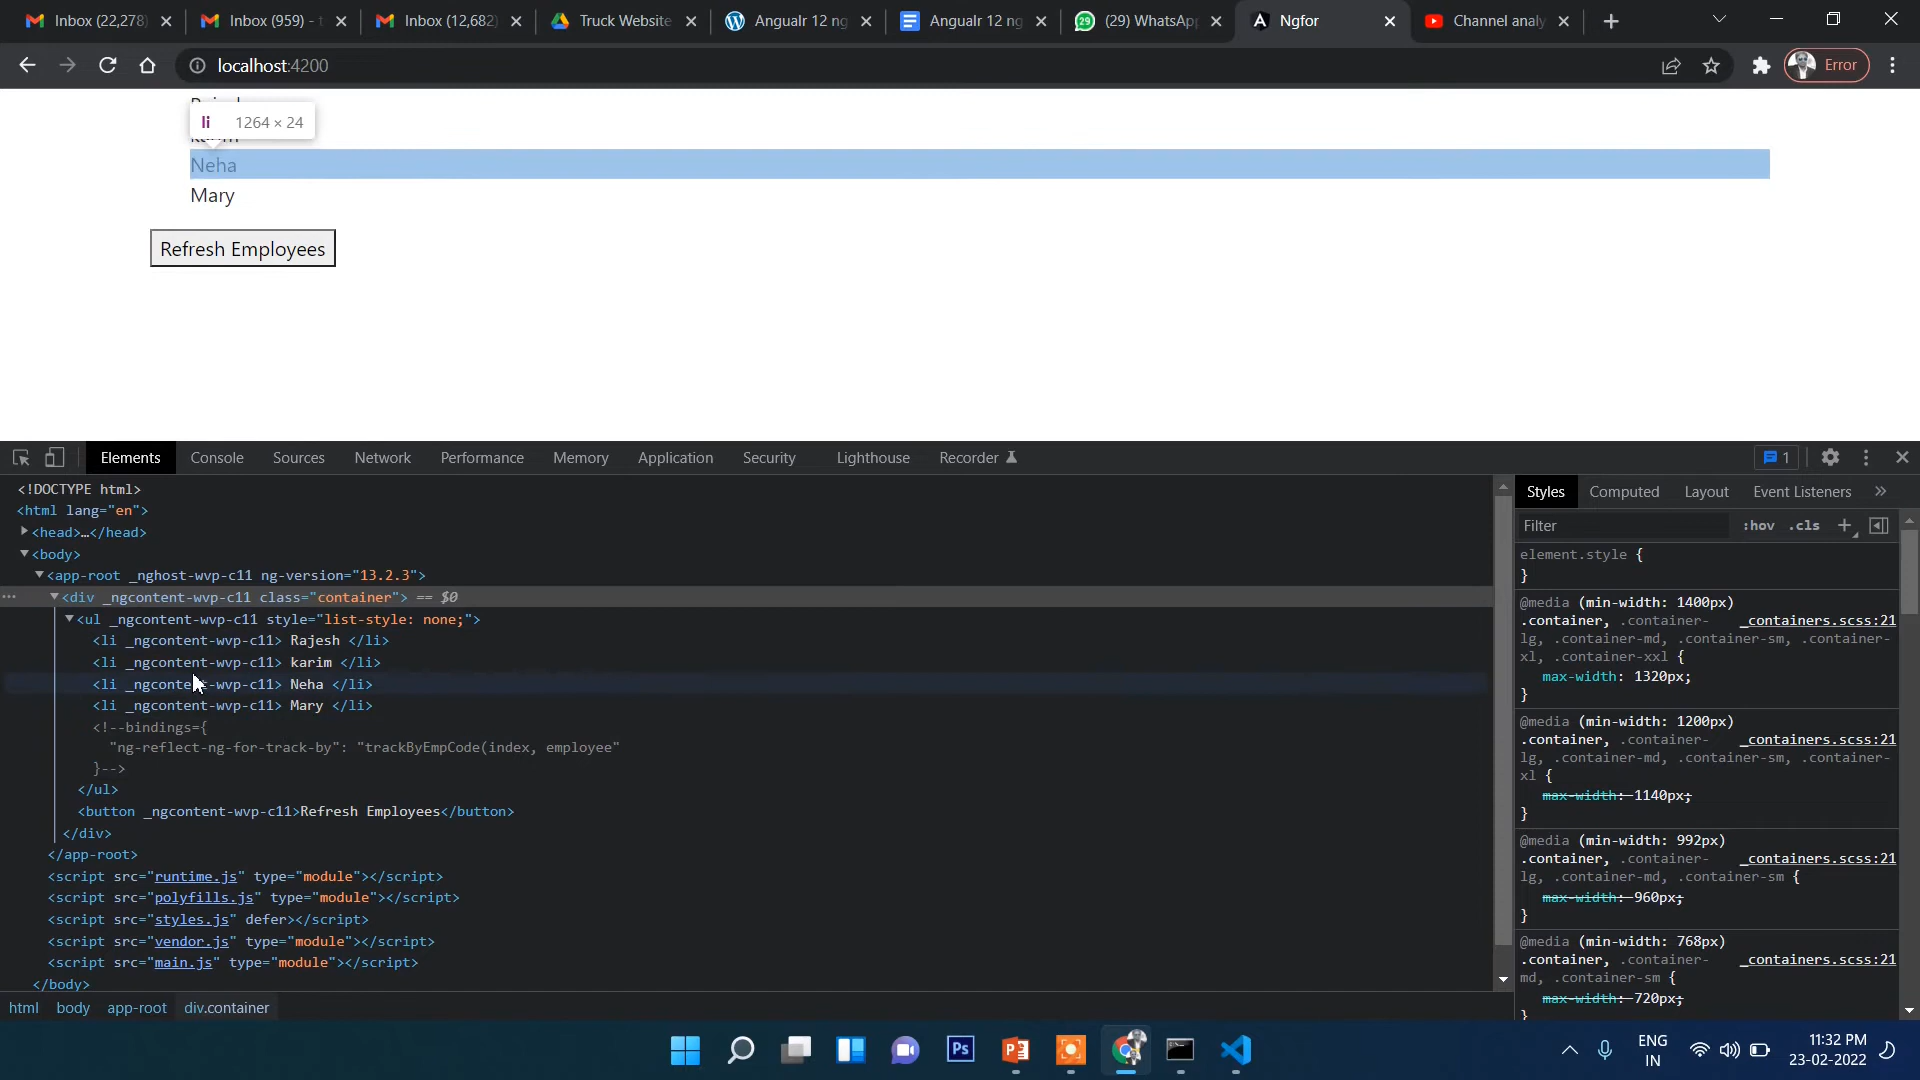 Inbox (22,278)
Inbox (959) - t
Inbox (12,682)
Truck Website
Angualr 12 ng
Angualr 12 ng
(29) WhatsApp
Ngfor
Channel analy
localhost:4200
Error
li 1264 × 24
Neha
Mary
Refresh Employees
Elements Console Sources Network Performance Memory Application Security Lighthouse Recorder 1
<!DOCTYPE html>
<html lang="en">
<head>…</head>
<body>
<app-root _nghost-wvp-c11 ng-version="13.2.3">
<div _ngcontent-wvp-c11 class="container"> == $0
<ul _ngcontent-wvp-c11 style="list-style: none;">
<li _ngcontent-wvp-c11> Rajesh </li>
<li _ngcontent-wvp-c11> karim </li>
<li _ngcontent-wvp-c11> Neha </li>
<li _ngcontent-wvp-c11> Mary </li>
<!--bindings={
"ng-reflect-ng-for-track-by": "trackByEmpCode(index, employee"
}-->
</ul>
<button _ngcontent-wvp-c11>Refresh Employees</button>
</div>
</app-root>
<script src="runtime.js" type="module"></script>
<script src="polyfills.js" type="module"></script>
<script src="styles.js" defer></script>
<script src="vendor.js" type="module"></script>
<script src="main.js" type="module"></script>
</body>
html body app-root div.container
Styles Computed Layout Event Listeners
Filter :hov .cls
element.style {
}
@media (min-width: 1400px)
.container, .container- _containers.scss:21
lg, .container-md, .container-sm, .container-
xl, .container-xxl {
max-width: 1320px;
}
@media (min-width: 1200px)
.container, .container- _containers.scss:21
lg, .container-md, .container-sm, .container-
xl {
max-width: 1140px;
}
@media (min-width: 992px)
.container, .container- _containers.scss:21
lg, .container-md, .container-sm {
max-width: 960px;
}
@media (min-width: 768px)
.container, .container- _containers.scss:21
md, .container-sm {
max-width: 720px;
}
Ps
ENG
IN
11:32 PM
23-02-2022